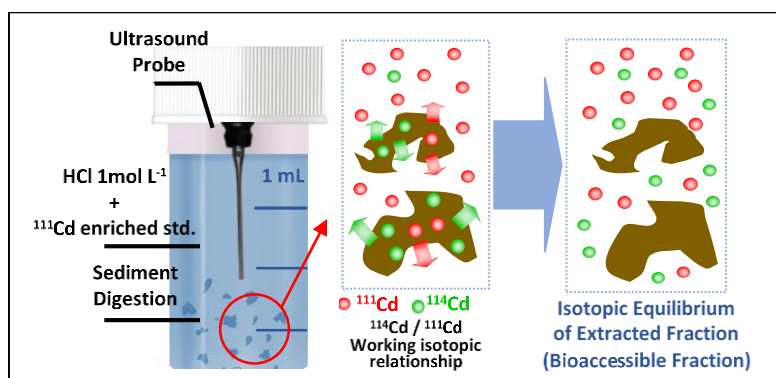 Ultrasound
Probe
HCl 1mol L⁻¹
+
¹¹¹Cd enriched std.
Sediment
Digestion
1 mL
¹¹¹Cd
¹¹⁴Cd
¹¹⁴Cd / ¹¹¹Cd
Working isotopic
relationship
Isotopic Equilibrium
of Extracted Fraction
(Bioaccessible Fraction)